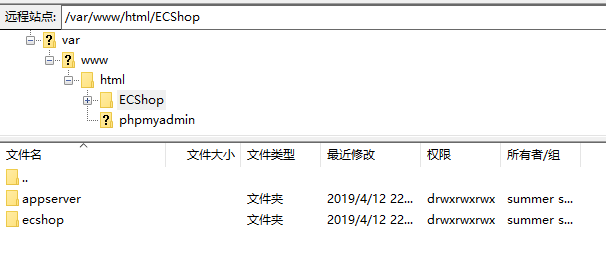 远程站点: /var/www/html/ECShop
var
www
html
ECShop
phpmyadmin
文件名 文件大小 文件类型 最近修改 权限 所有者/组
..
appserver 文件夹 2019/4/12 22... drwxrwxrwx summer s...
ecshop 文件夹 2019/4/12 22... drwxrwxrwx summer s...